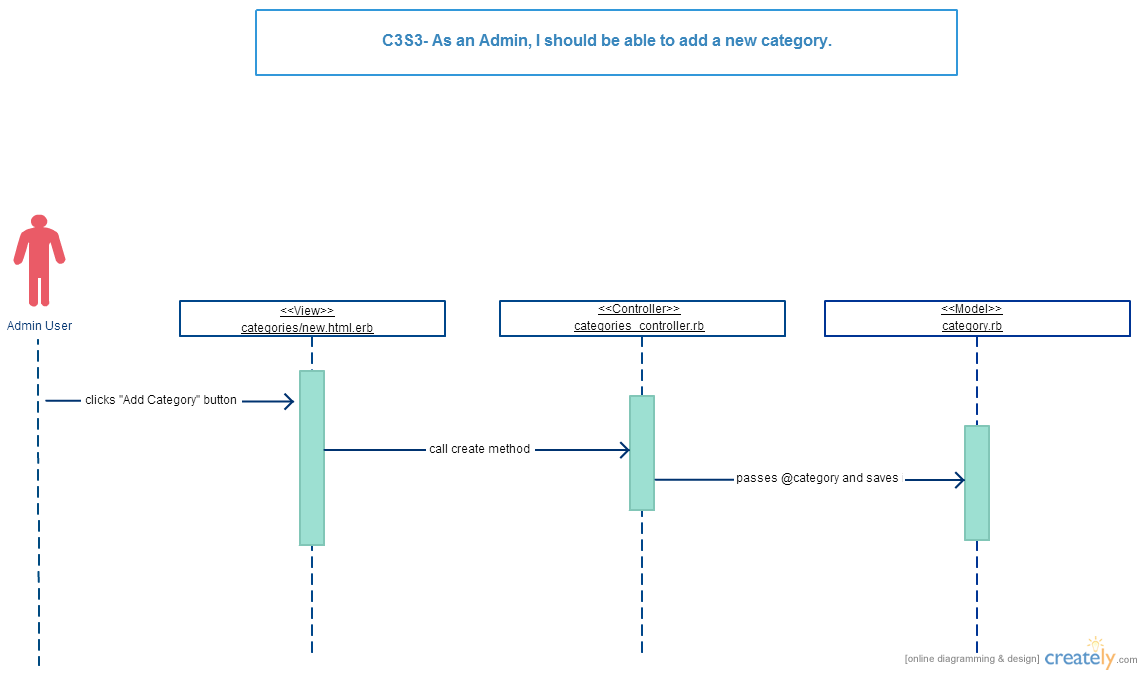 C3S3- As an Admin, I should be able to add a new category.
Admin User
<<View>>
categories/new.html.erb
<<Controller>>
categories_controller.rb
<<Model>>
category.rb
clicks "Add Category" button
call create method
passes @category and saves
[online diagramming & design] creately.com